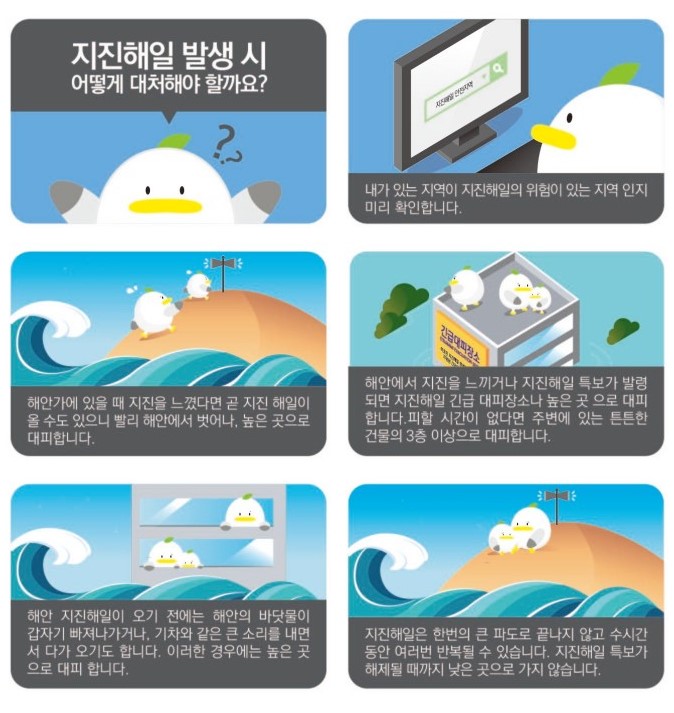 지진해일 발생 시
어떻게 대처해야 할까요?
???
지진해일 안전지역
내가 있는 지역이 지진해일의 위험이 있는 지역 인지
미리 확인합니다.
해안가에 있을 때 지진을 느꼈다면 곧 지진 해일이
올 수도 있으니 빨리 해안에서 벗어나, 높은 곳으로
대피합니다.
긴급대피장소
해안에서 지진을 느끼거나 지진해일 특보가 발령
되면 지진해일 긴급 대피장소나 높은 곳 으로 대피
합니다.피할 시간이 없다면 주변에 있는 튼튼한
건물의 3층 이상으로 대피합니다.
해안 지진해일이 오기 전에는 해안의 바닷물이
갑자기 빠져나가거나, 기차와 같은 큰 소리를 내면
서 다가 오기도 합니다. 이러한 경우에는 높은 곳
으로 대피 합니다.
지진해일은 한번의 큰 파도로 끝나지 않고 수시간
동안 여러번 반복될 수 있습니다. 지진해일 특보가
해제될 때까지 낮은 곳으로 가지 않습니다.